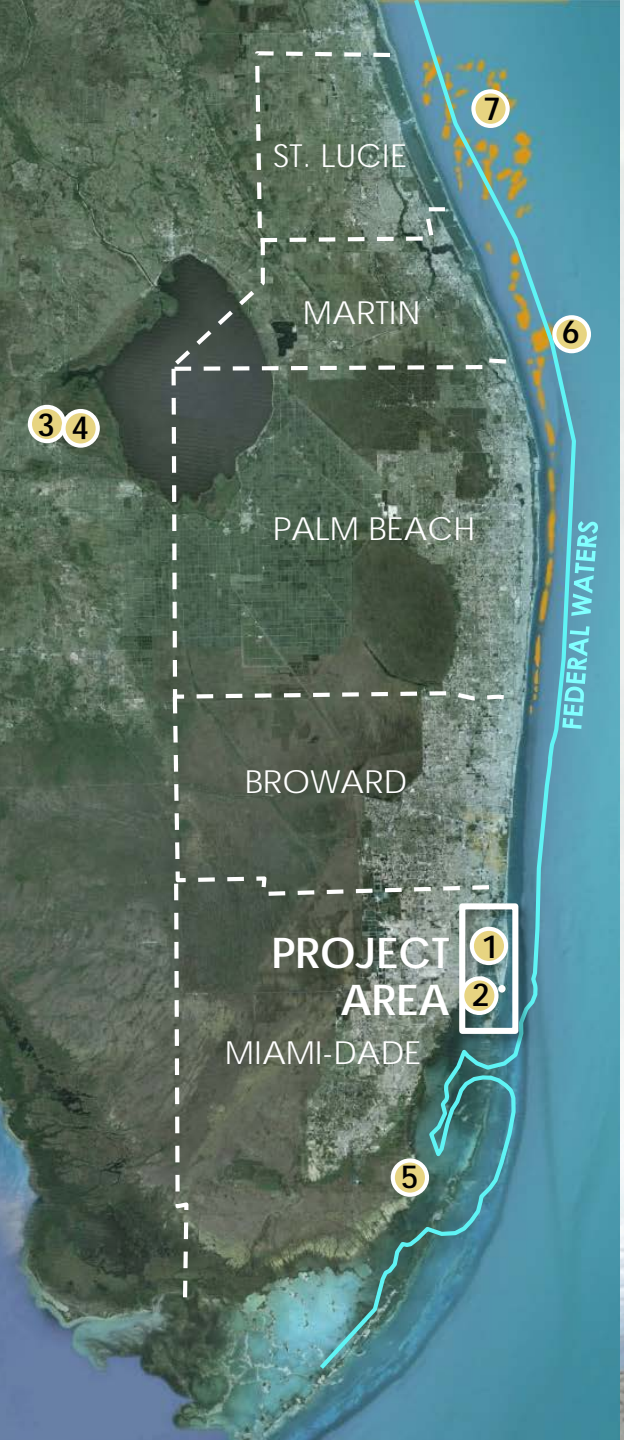 7
ST. LUCIE
MARTIN
6
3 4
PALM BEACH
FEDERAL WATERS
BROWARD
PROJECT
AREA
1
2
MIAMI-DADE
5